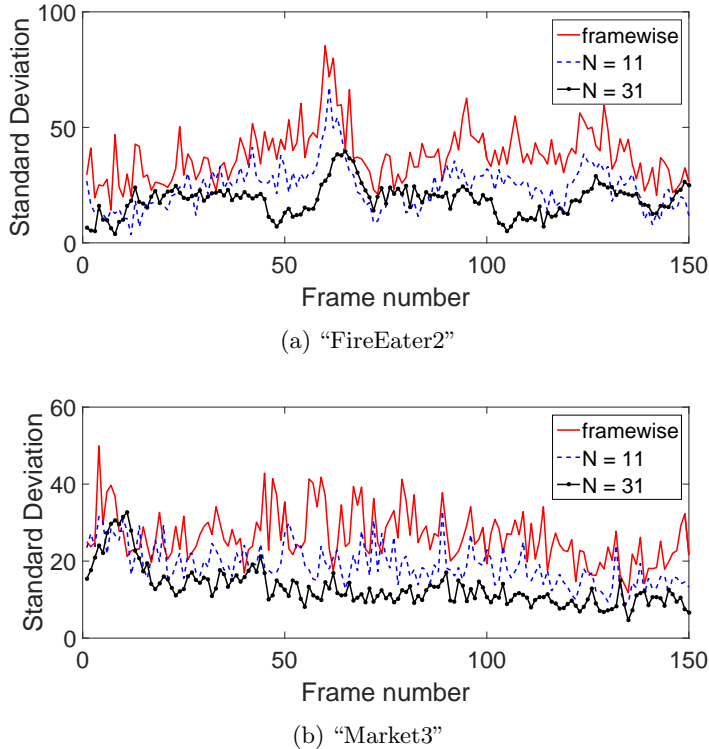 100
50
0
0
50
100
150
Standard Deviation
Frame number
framewise
N = 11
N = 31
(a) “FireEater2”
60
40
20
0
0
50
100
150
Standard Deviation
Frame number
framewise
N = 11
N = 31
(b) “Market3”